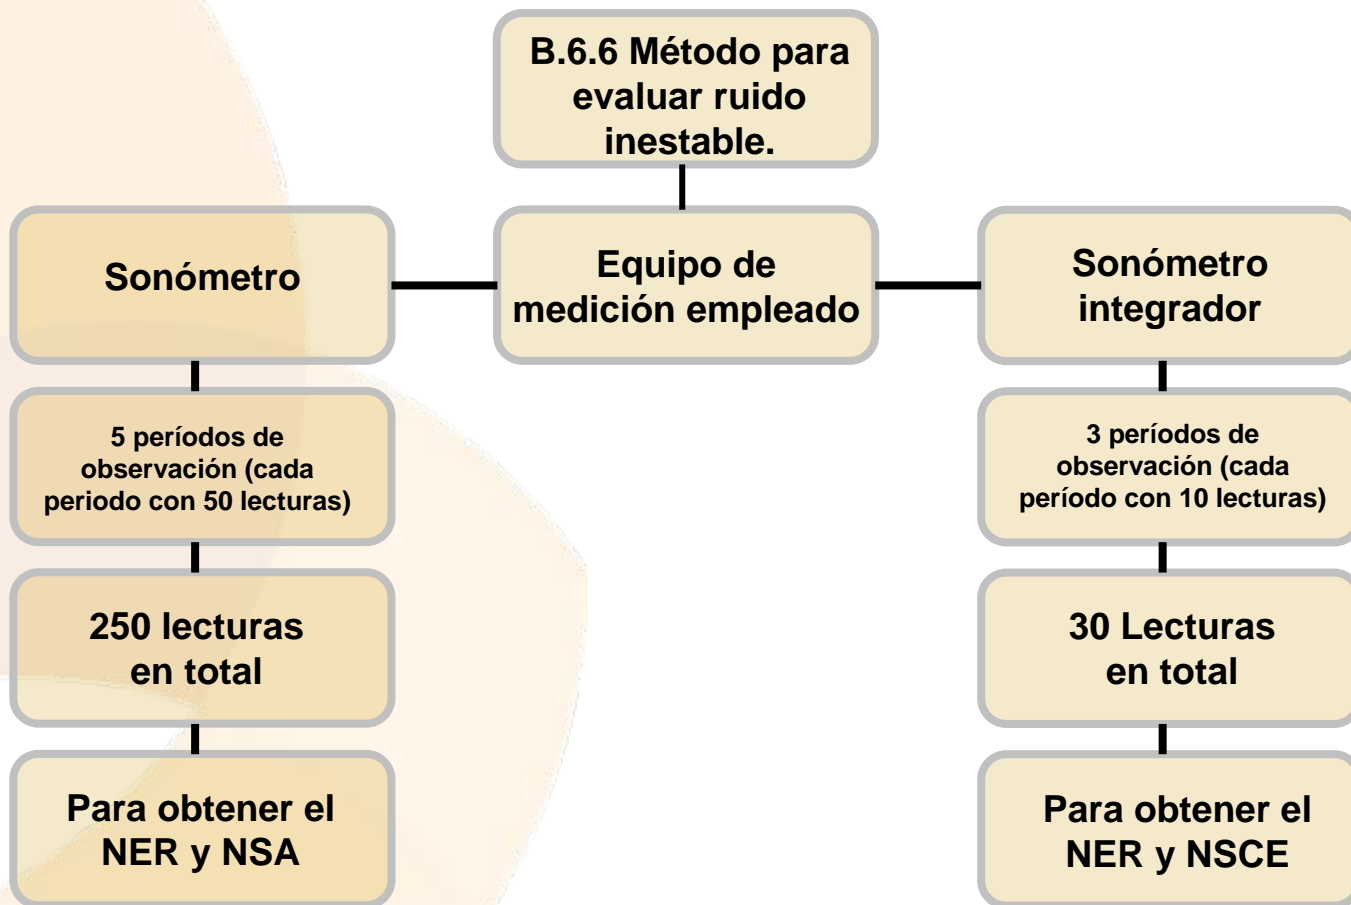 B.6.6 Método para
evaluar ruido
inestable.
Sonómetro
Equipo de
medición empleado
Sonómetro
integrador
5 períodos de
observación (cada
periodo con 50 lecturas)
3 períodos de
observación (cada
período con 10 lecturas)
250 lecturas
en total
30 Lecturas
en total
Para obtener el
NER y NSA
Para obtener el
NER y NSCE